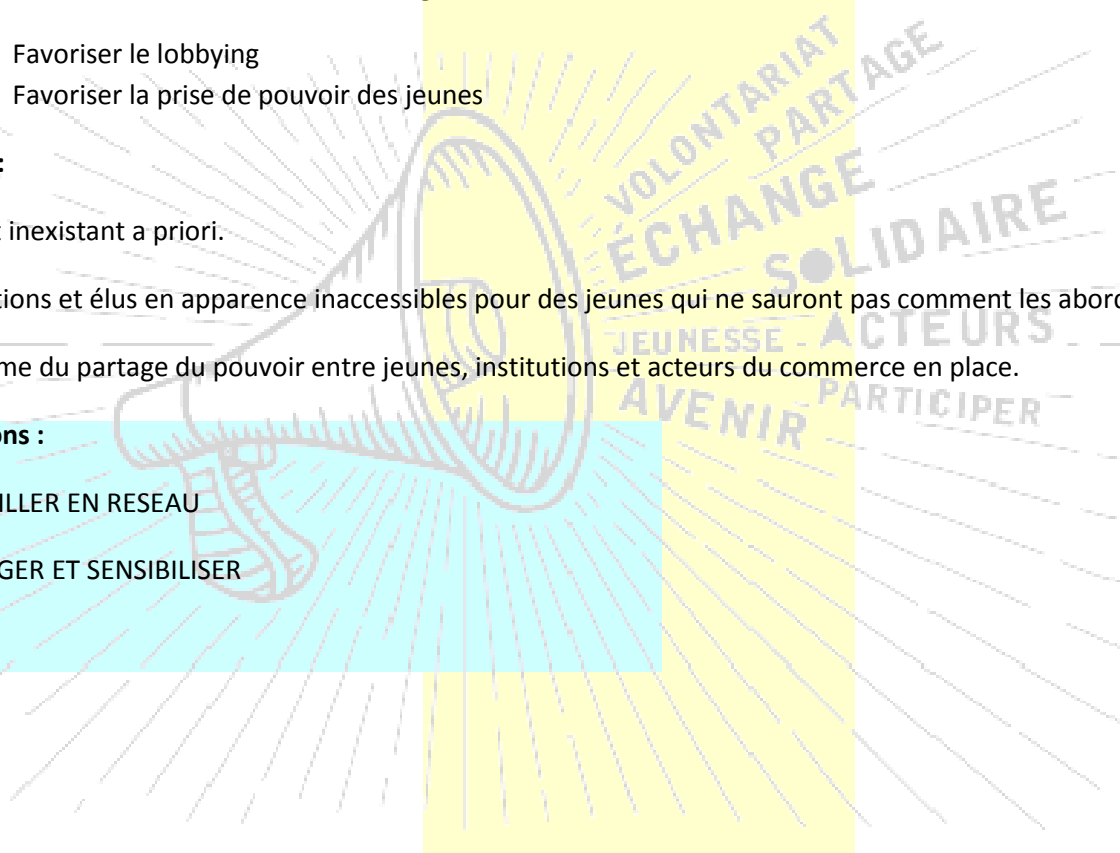 Favoriser le lobbying
Favoriser la prise de pouvoir des jeunes
:
inexistant a priori.
tions et élus en apparence inaccessibles pour des jeunes qui ne sauront pas comment les abord
me du partage du pouvoir entre jeunes, institutions et acteurs du commerce en place.
ons :
ILLER EN RESEAU
GER ET SENSIBILISER
VOLONTARIAT
PARTAGE
ÉCHANGE
SOLIDAIRE
JEUNESSE - ACTEURS
AVENIR
PARTICIPER